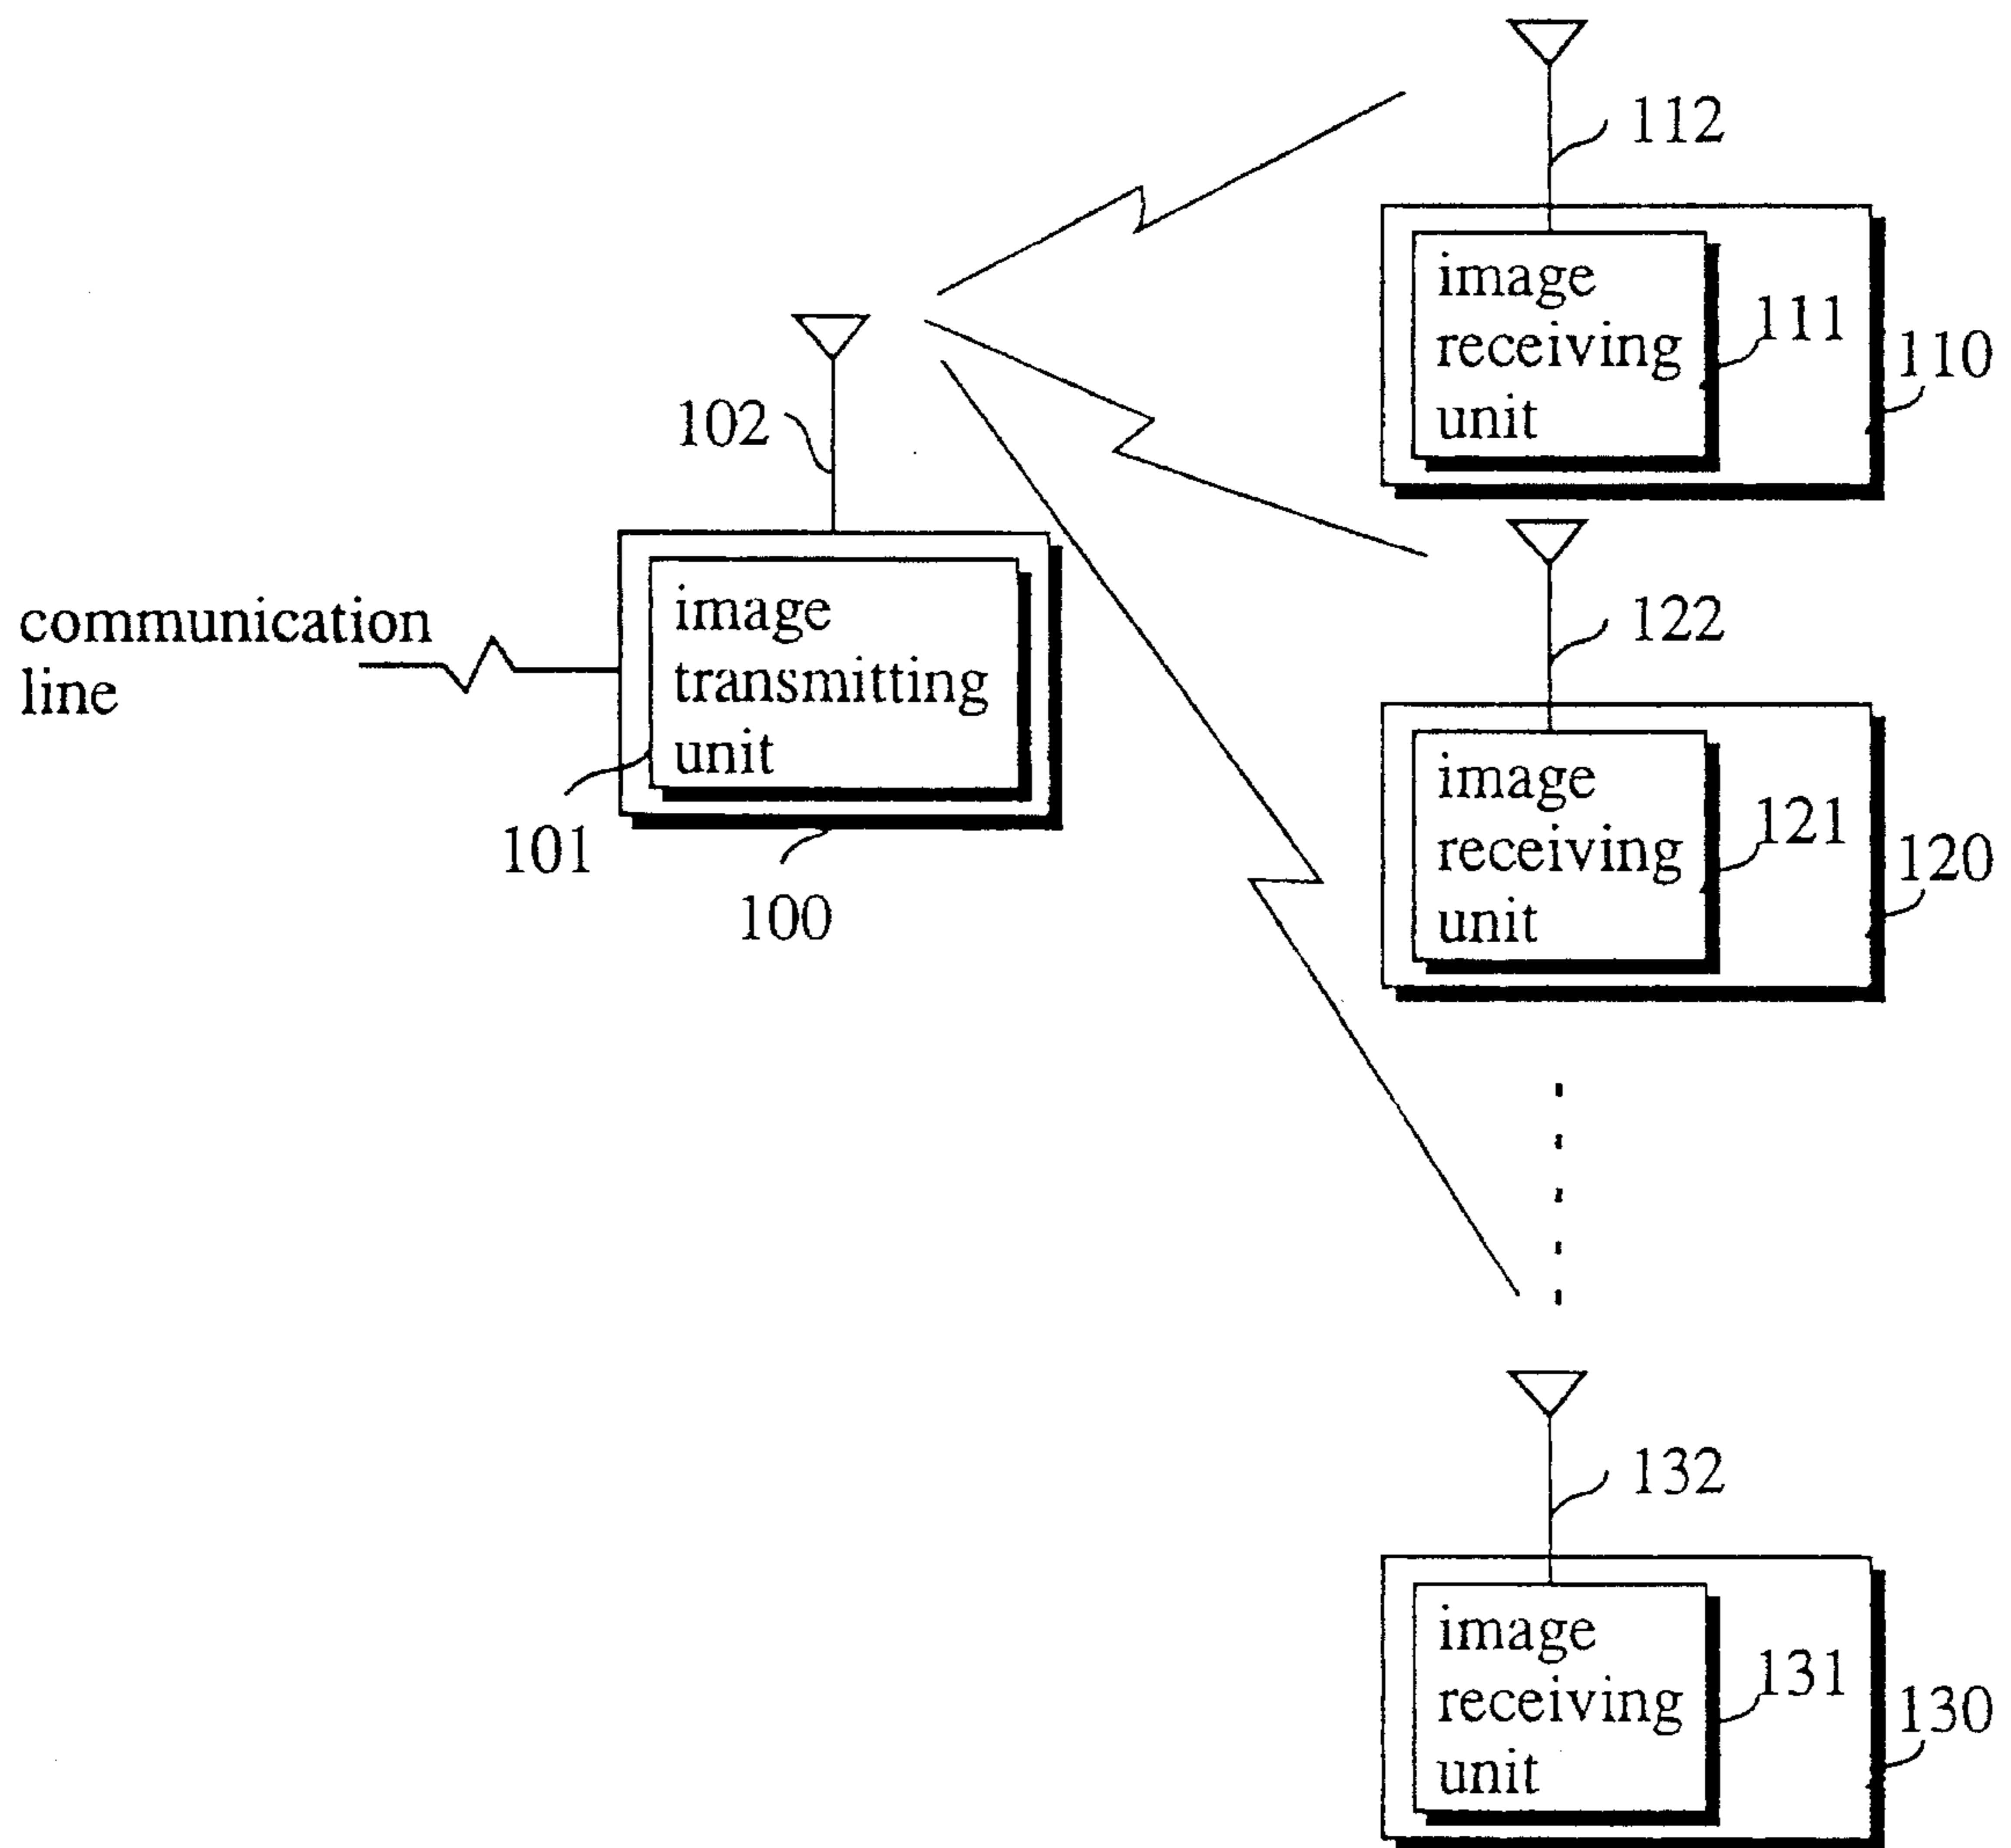 112
image
receiving
unit
111
110
102
communication
line
image
transmitting
unit
101
100
122
image
receiving
unit
121
120
132
image
receiving
unit
131
130